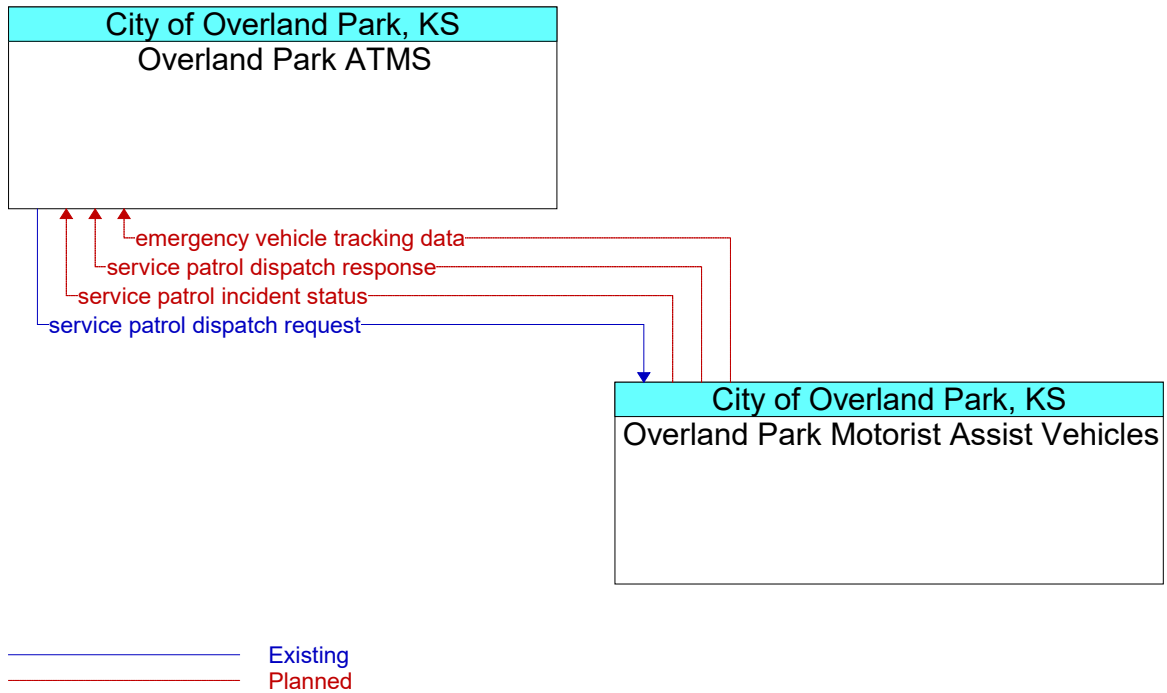 City of Overland Park, KS
Overland Park ATMS
emergency vehicle tracking data
service patrol dispatch response
service patrol incident status
service patrol dispatch request
City of Overland Park, KS
Overland Park Motorist Assist Vehicles
Existing
Planned